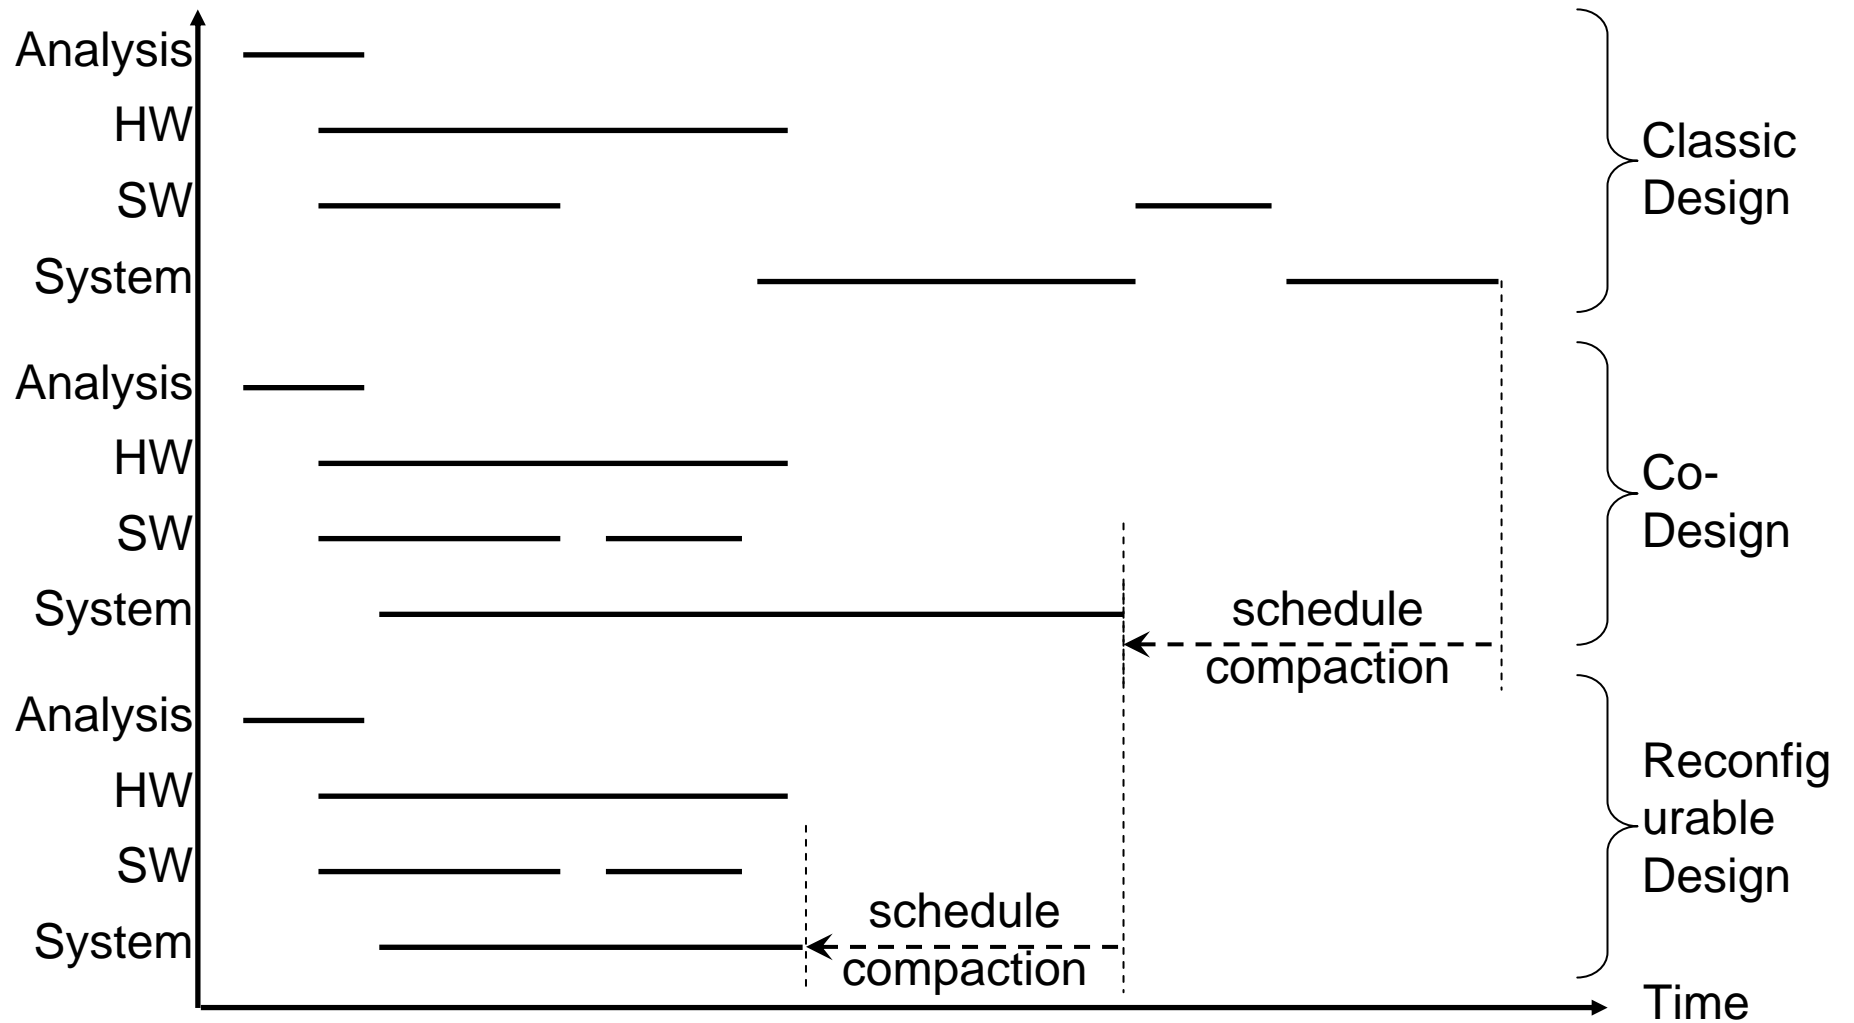 Analysis
HW
SW
System
Classic
Design
Analysis
HW
SW
System
Co-
Design
schedule
compaction
Analysis
HW
SW
System
Reconfig
urable
Design
schedule
compaction
Time